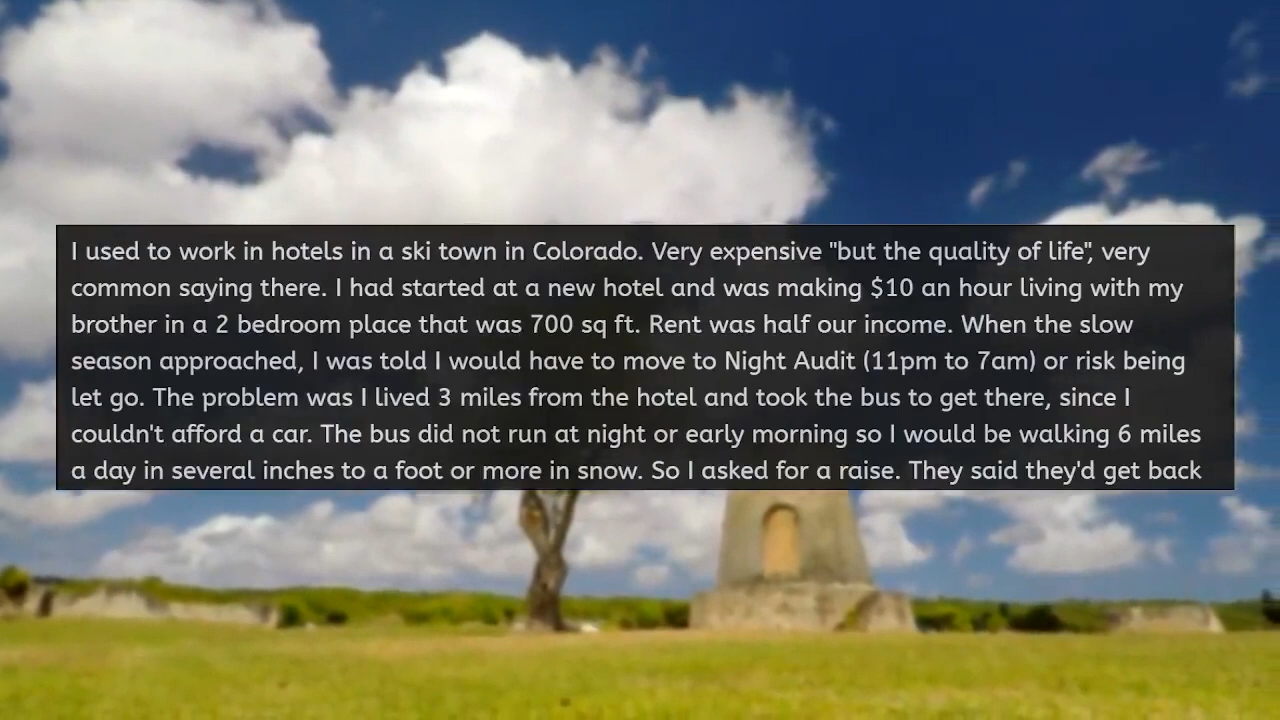 I used to work in hotels in a ski town in Colorado. Very expensive "but the quality of life", very
common saying there. I had started at a new hotel and was making $10 an hour living with my
brother in a 2 bedroom place that was 700 sq ft. Rent was half our income. When the slow
season approached, I was told I would have to move to Night Audit (11pm to 7am) or risk being
let go. The problem was I lived 3 miles from the hotel and took the bus to get there, since I
couldn't afford a car. The bus did not run at night or early morning so I would be walking 6 miles
a day in several inches to a foot or more in snow. So I asked for a raise. They said they'd get back